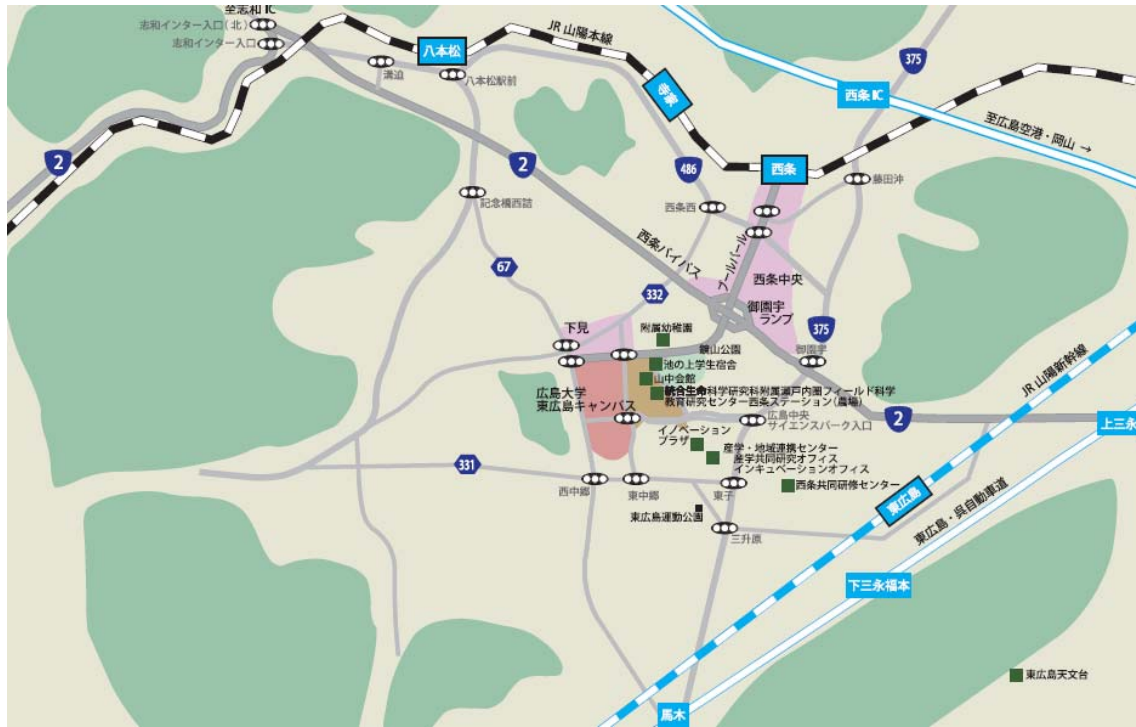 至志和IC
志和インター入口(北)
志和インター入口
溝迫
八本松
八本松駅前
JR山陽本線
寺家
375
西条IC
至広島空港・岡山 →
2
2
486
西条
藤田沖
西条西
記念橋西詰
西条バイパス
ブールバール
西条中央
67
332
御園宇
ランプ
375
下見
附属幼稚園
鏡山公園
御園宇
池の上学生宿舎
山中会館
統合生命科学研究科附属瀬戸内圏フィールド科学
教育研究センター西条ステーション(農場)
広島大学
東広島キャンパス
広島中央
サイエンスパーク入口
2
JR山陽新幹線
上三永
イノベーション
プラザ
産学・地域連携センター
産学共同研究オフィス
インキュベーションオフィス
331
西中郷
東中郷
東子
西条共同研修センター
東広島
東広島・呉自動車道
東広島運動公園
三升原
下三永福本
東広島天文台
馬木